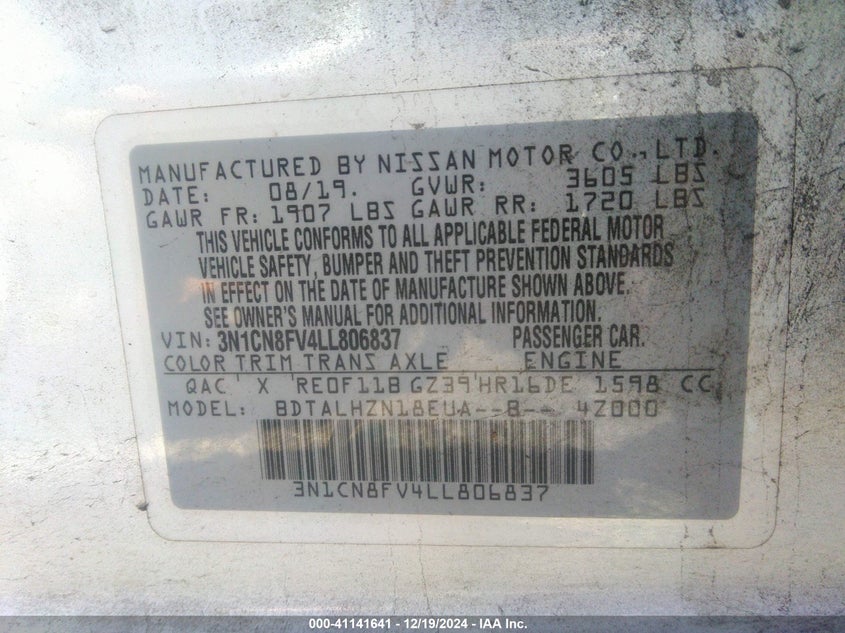 MANUFACTURED BY NISSAN MOTOR CO., LTD.
DATE: 08/19. GVWR: 3605 LBS
GAWR FR: 1907 LBS GAWR RR: 1720 LBS
THIS VEHICLE CONFORMS TO ALL APPLICABLE FEDERAL MOTOR
VEHICLE SAFETY, BUMPER AND THEFT PREVENTION STANDARDS
IN EFFECT ON THE DATE OF MANUFACTURE SHOWN ABOVE.
SEE OWNER'S MANUAL FOR ADDITIONAL INFORMATION.
VIN: 3N1CN8FV4LL806837 PASSENGER CAR.
COLOR TRIM TRANS AXLE ENGINE
QAC X RE0F11B GZ39 HR16DE 1598 CC
MODEL: BDTALHZN18EUA--B-- 4Z000
3N1CN8FV4LL806837
000-41141641 - 12/19/2024 - IAA Inc.